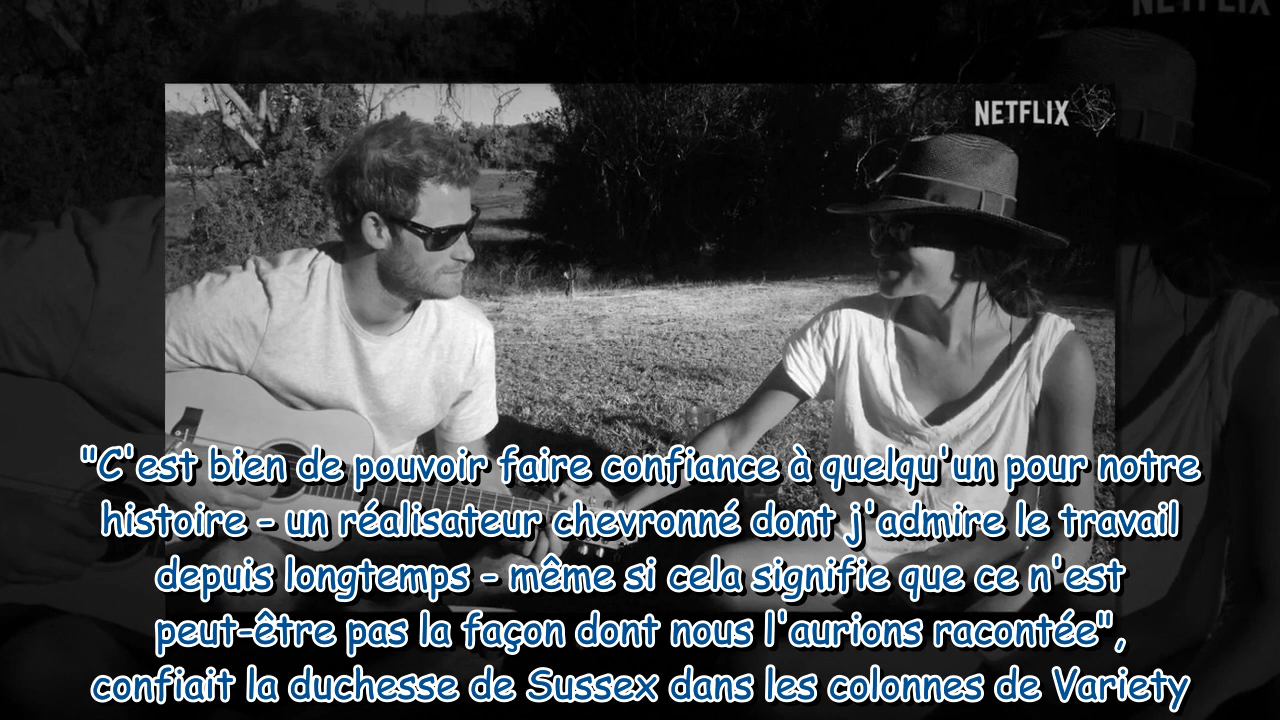 NETFLIX
NETFLIX
"C'est bien de pouvoir faire confiance à quelqu'un pour notre
histoire - un réalisateur chevronné dont j'admire le travail
depuis longtemps - même si cela signifie que ce n'est
peut-être pas la façon dont nous l'aurions racontée",
confiait la duchesse de Sussex dans les colonnes de Variety